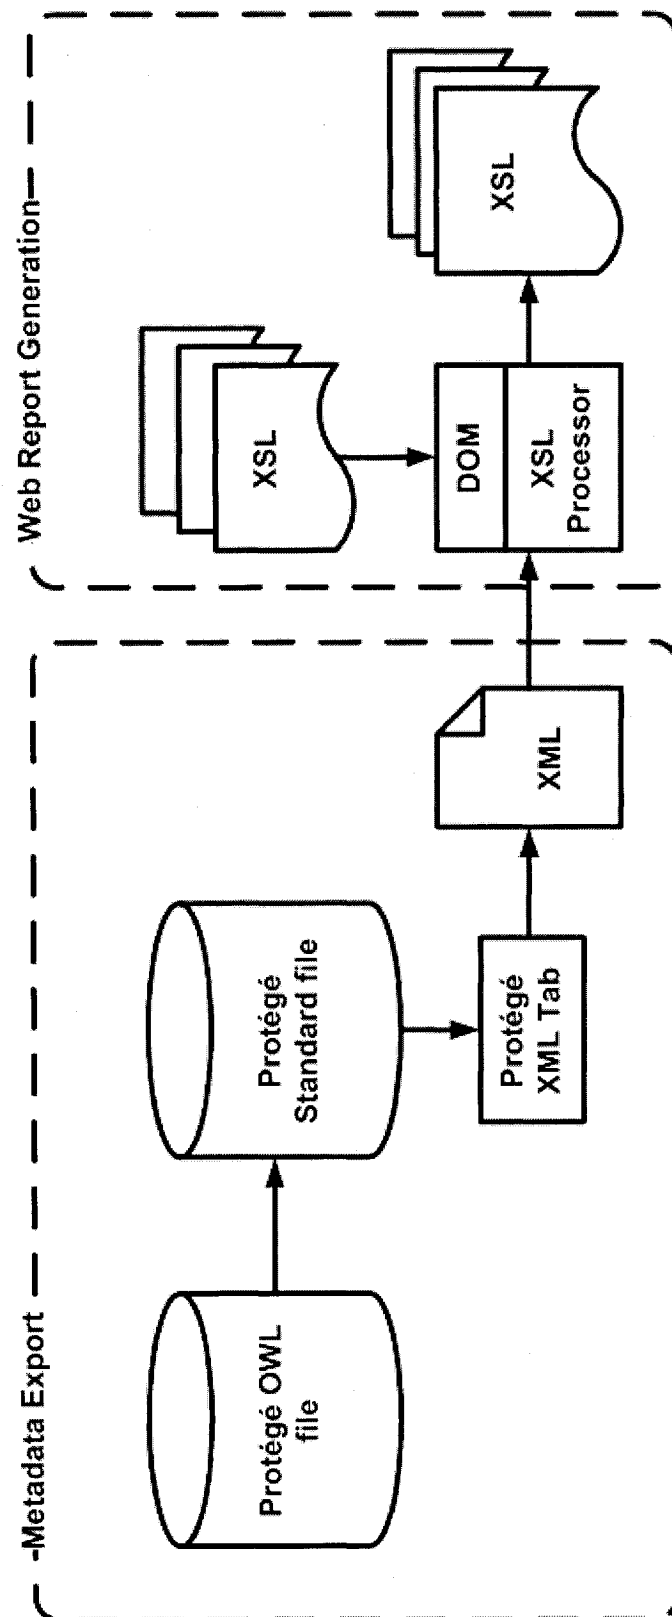 Metadata Export
Protégé OWL
file
Protégé
Standard file
Protégé
XML Tab
XML
Web Report Generation
XSL
DOM
XSL
Processor
XSL